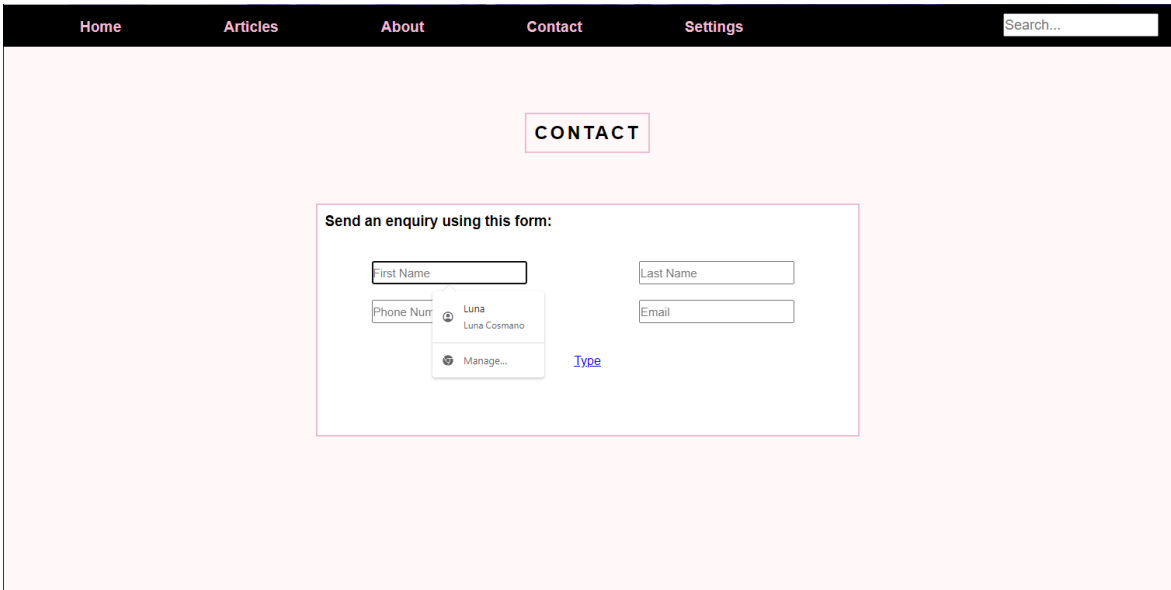 Home Articles About Contact Settings Search...
CONTACT
Send an enquiry using this form:
First Name Last Name
Phone Num Email
Luna
Luna Cosmano
Manage...
Type